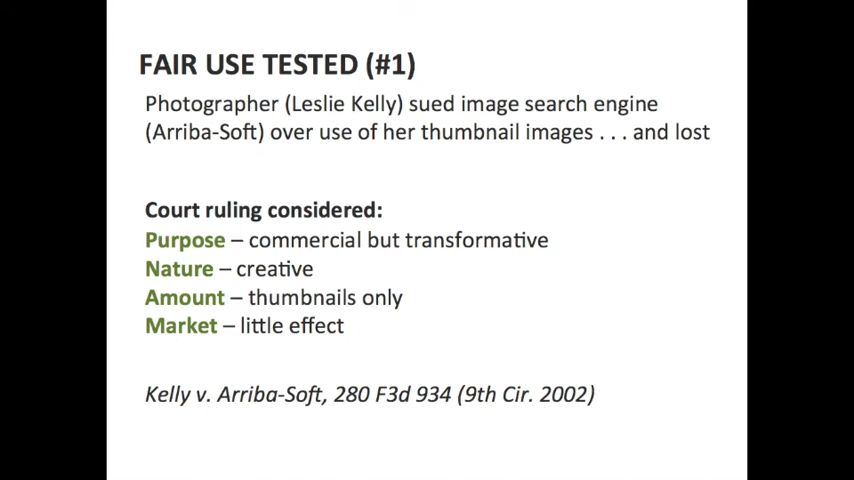 FAIR USE TESTED (#1)
Photographer (Leslie Kelly) sued image search engine
(Arriba-Soft) over use of her thumbnail images . . . and lost
Court ruling considered:
Purpose – commercial but transformative
Nature – creative
Amount – thumbnails only
Market – little effect
Kelly v. Arriba-Soft, 280 F3d 934 (9th Cir. 2002)